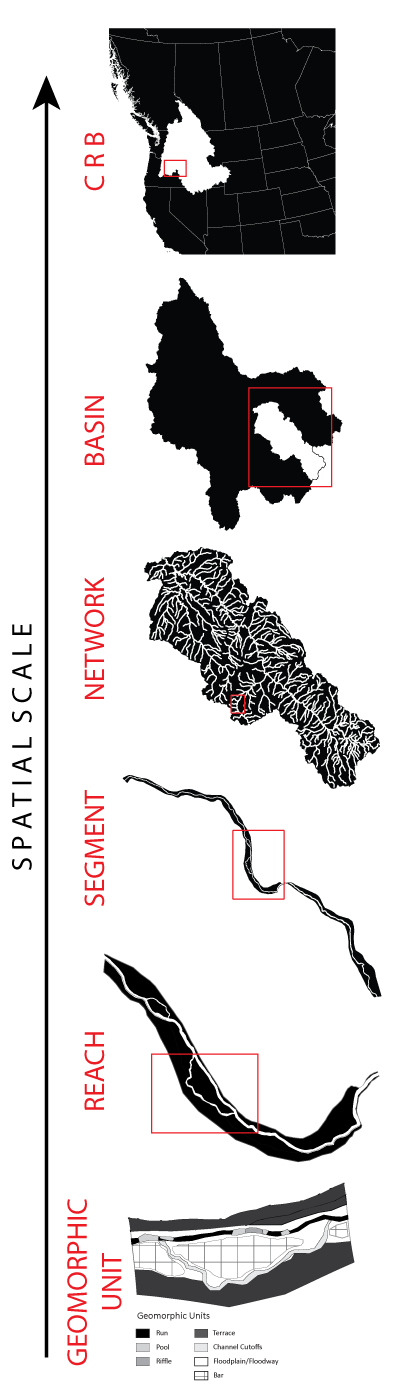 SPATIAL SCALE
CRB
BASIN
NETWORK
SEGMENT
REACH
GEOMORPHIC
UNIT
Geomorphic Units
Run
Pool
Riffle
Terrace
Channel Cutoffs
Floodplain/Floodway
Bar